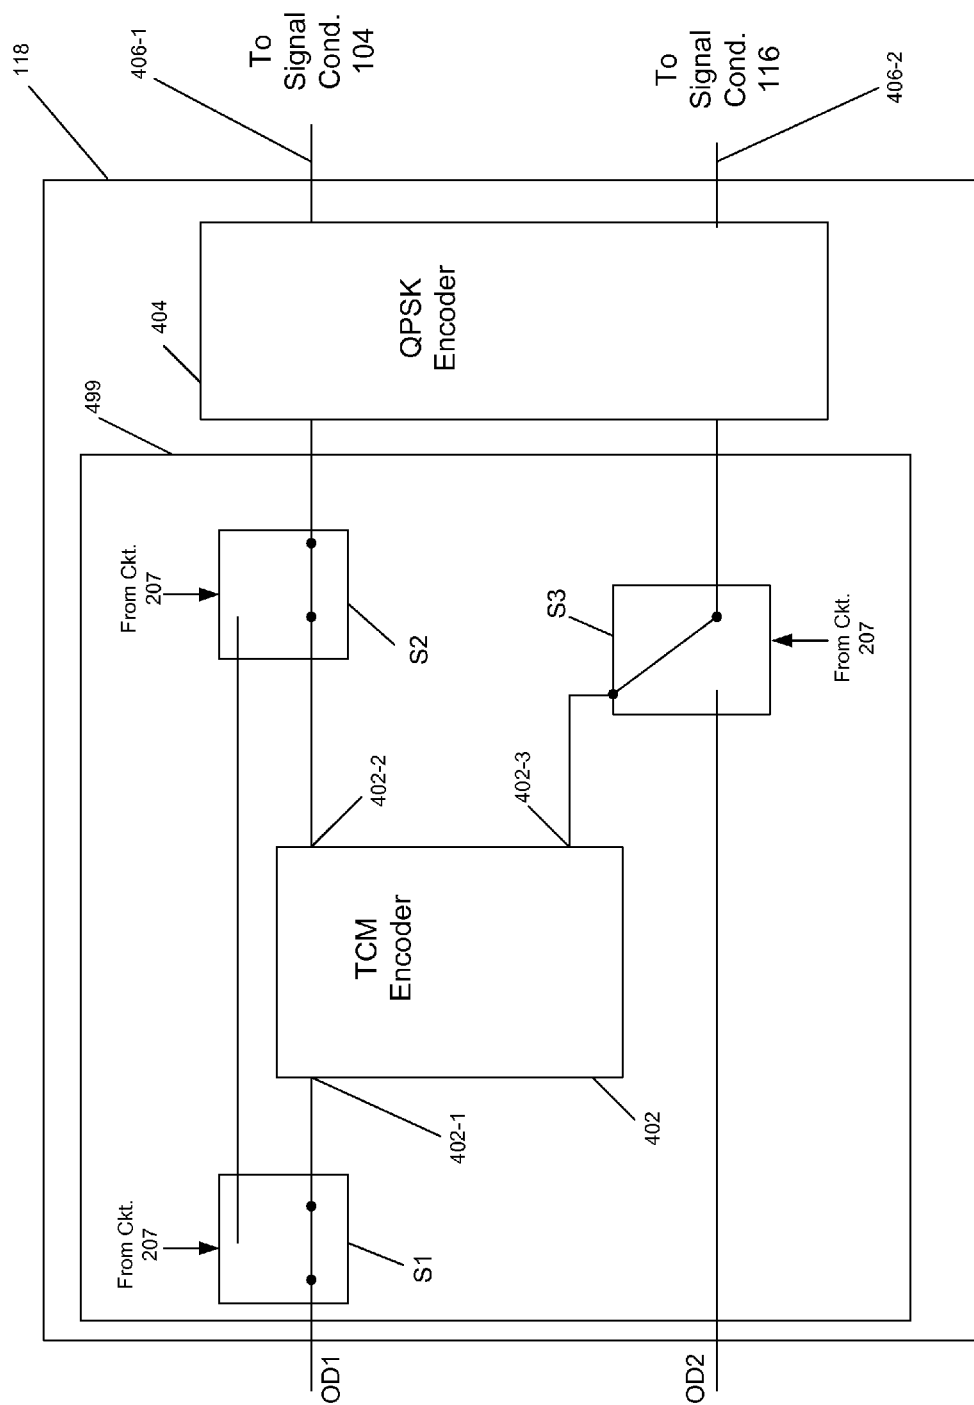 118
406-1
To
Signal
Cond.
104
To
Signal
Cond.
116
406-2
404
QPSK
Encoder
499
From Ckt.
207
S2
S3
From Ckt.
207
402-2
402-3
TCM
Encoder
402-1
402
From Ckt.
207
S1
OD1
OD2